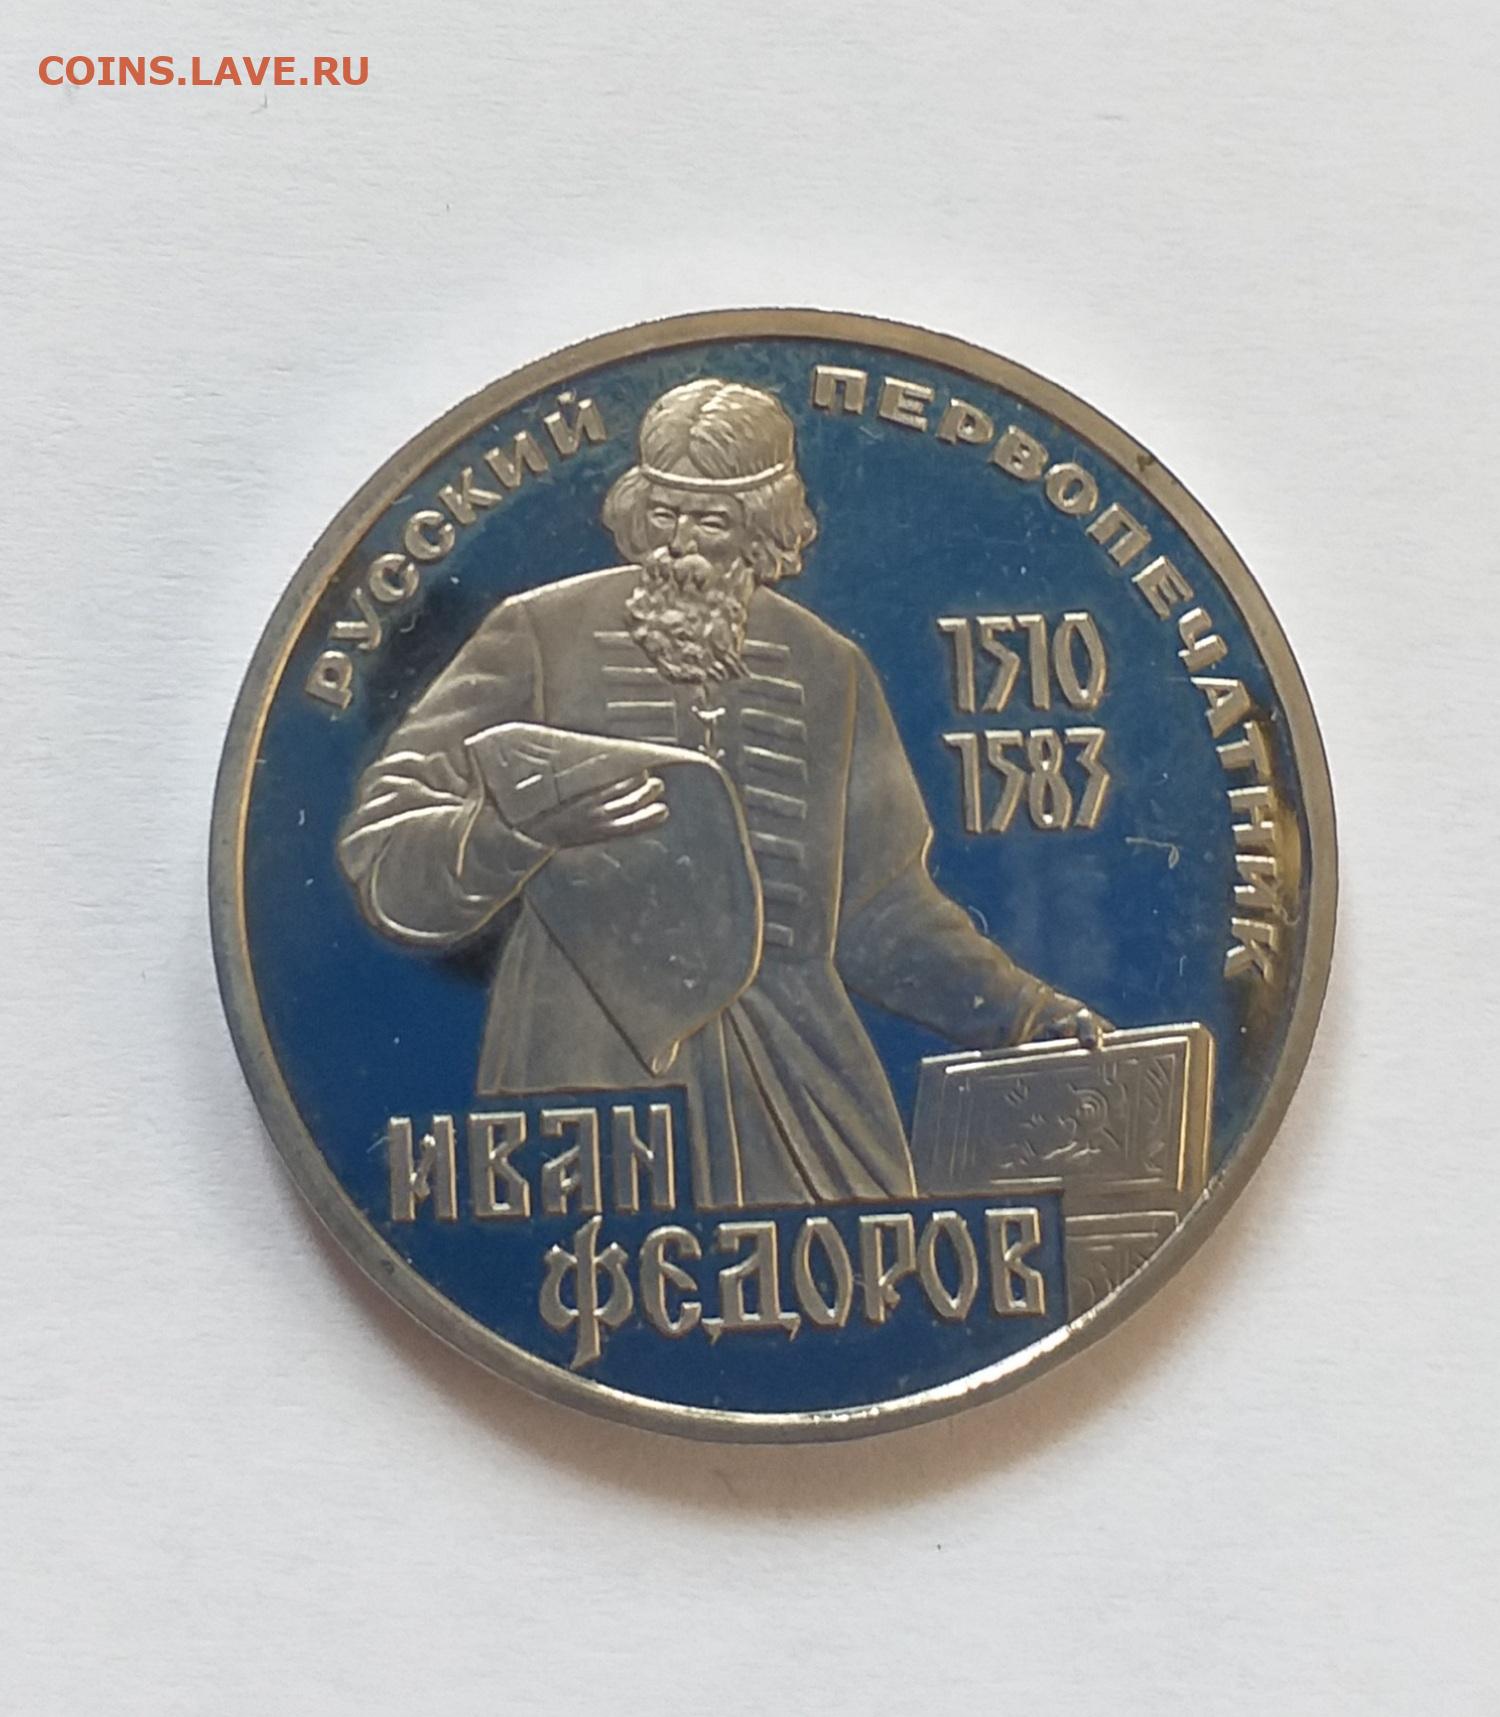 COINS.LAVE.RU
РУССКИЙ ПЕРВОПЕЧАТНИК
1510
1583
ИВАН
ФЕДОРОВ